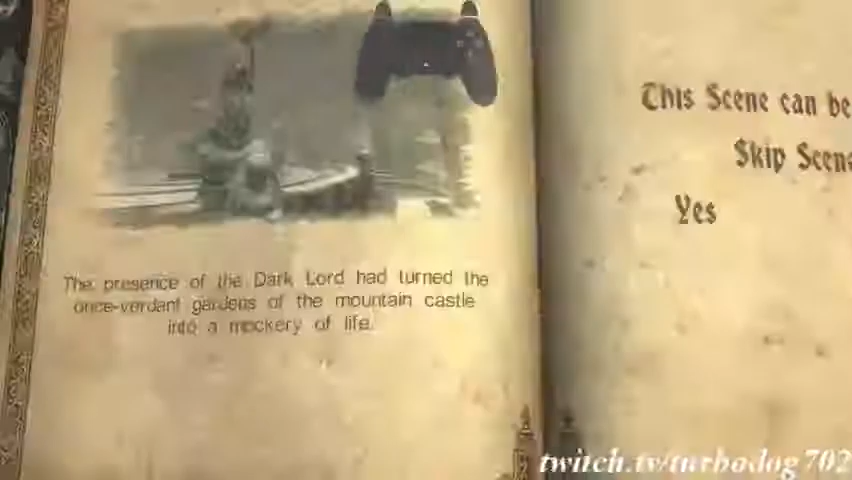 The presence of the Dark Lord had turned the
once-verdant gardens of the mountain castle
into a mockery of life.
This Scene can be
Skip Scene
Yes
twitch.tv/turbodog702